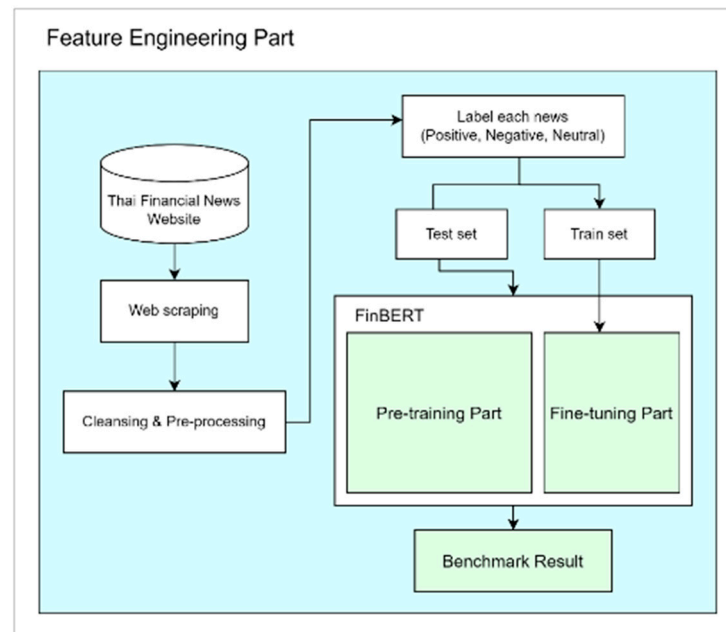 Feature Engineering Part
Thai Financial News
Website
Web scraping
Cleansing & Pre-processing
Label each news
(Positive, Negative, Neutral)
Test set
Train set
FinBERT
Pre-training Part
Fine-tuning Part
Benchmark Result